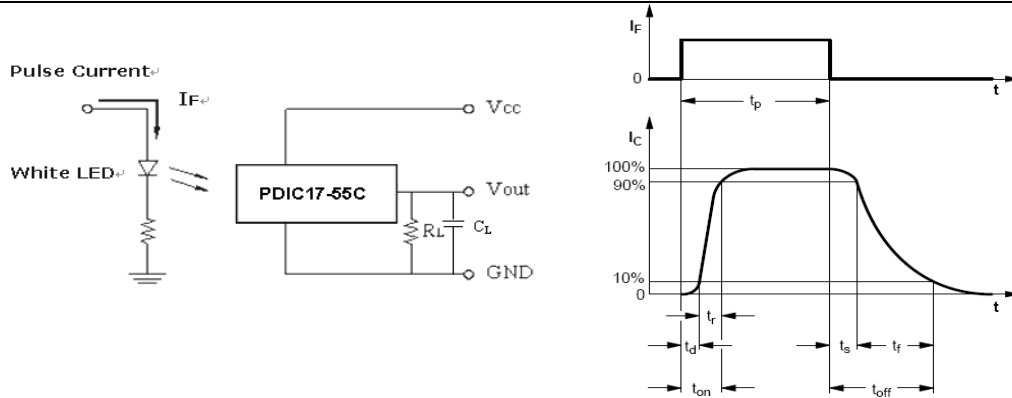 Pulse Current
IF
White LED
PDIC17-55C
Vcc
Vout
RL
CL
GND
IF
0
t
tp
IC
100%
90%
10%
0
t
tr
td
ts
tf
ton
toff